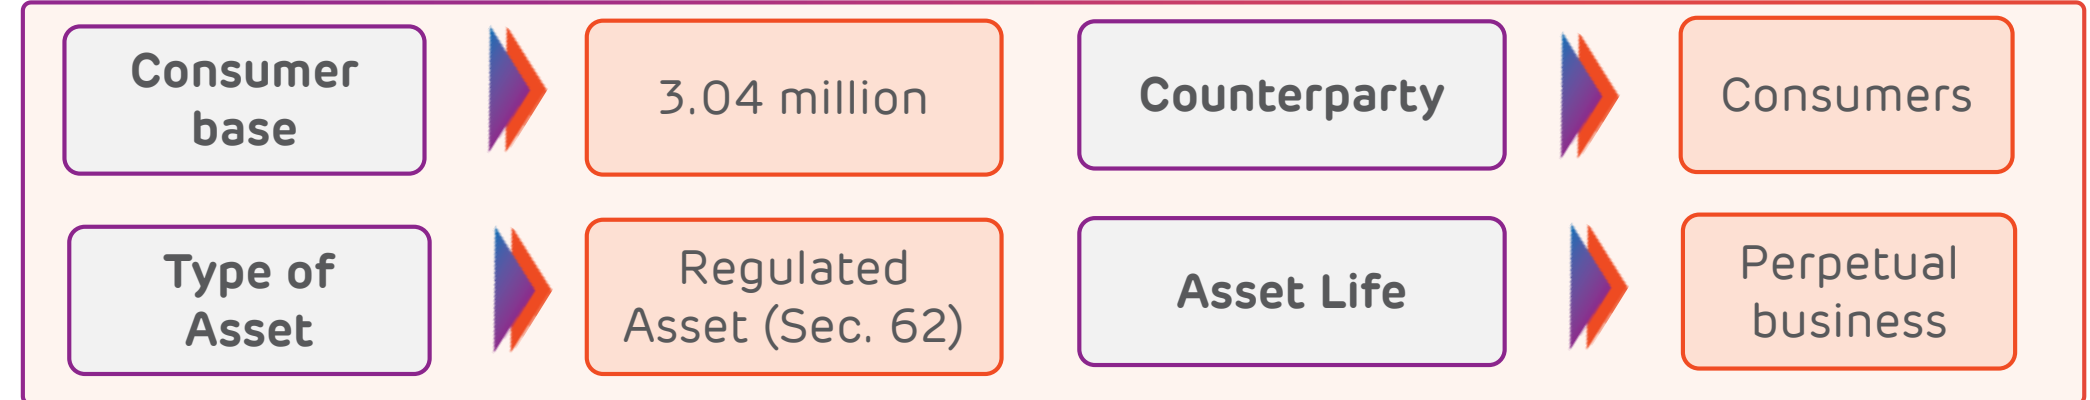 Consumer
base
3.04 million
Counterparty
Consumers
Type of
Asset
Regulated
Asset (Sec. 62)
Asset Life
Perpetual
business